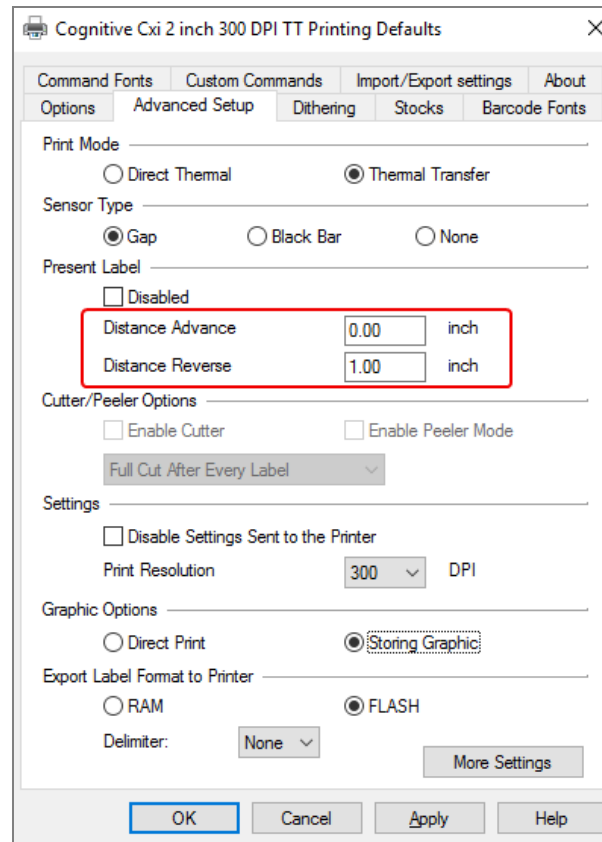 Cognitive Cxi 2 inch 300 DPI TT Printing Defaults
Command Fonts Custom Commands Import/Export settings About
Options Advanced Setup Dithering Stocks Barcode Fonts
Print Mode
Direct Thermal Thermal Transfer
Sensor Type
Gap Black Bar None
Present Label
Disabled
Distance Advance 0.00 inch
Distance Reverse 1.00 inch
Cutter/Peeler Options
Enable Cutter Enable Peeler Mode
Full Cut After Every Label
Settings
Disable Settings Sent to the Printer
Print Resolution 300 DPI
Graphic Options
Direct Print Storing Graphic
Export Label Format to Printer
RAM FLASH
Delimiter: None
More Settings
OK Cancel Apply Help